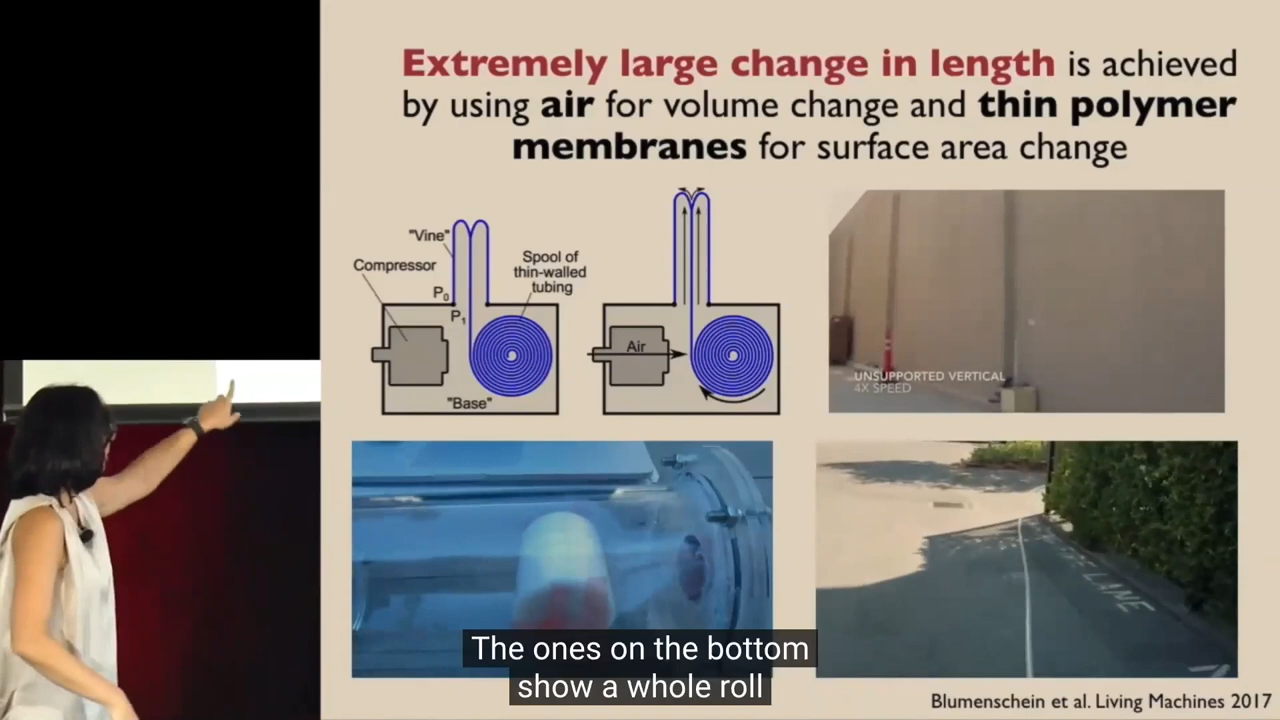 Extremely large change in length is achieved
by using air for volume change and thin polymer
membranes for surface area change
"Vine"
Compressor
Spool of
thin-walled
tubing
P0
P1
"Base"
Air
UNSUPPORTED VERTICAL
4X SPEED
LANE
The ones on the bottom
show a whole roll
Blumenschein et al. Living Machines 2017